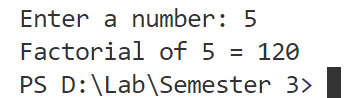 Enter a number: 5
Factorial of 5 = 120
PS D:\Lab\Semester 3>